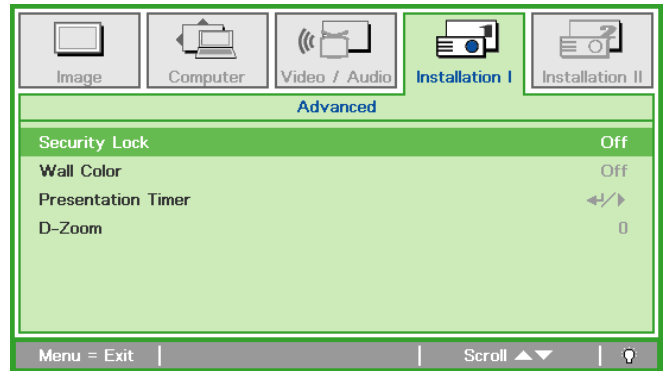 Image Computer Video / Audio Installation I Installation II
Advanced
Security Lock Off
Wall Color Off
Presentation Timer
D-Zoom 0
Menu = Exit Scroll ▲▼